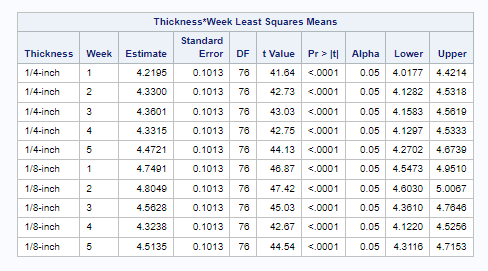 Thickness*Week Least Squares Means
Thickness Week Estimate Standard Error DF t Value Pr > |t| Alpha Lower Upper
1/4-inch 1 4.2195 0.1013 76 41.64 <.0001 0.05 4.0177 4.4214
1/4-inch 2 4.3300 0.1013 76 42.73 <.0001 0.05 4.1282 4.5318
1/4-inch 3 4.3601 0.1013 76 43.03 <.0001 0.05 4.1583 4.5619
1/4-inch 4 4.3315 0.1013 76 42.75 <.0001 0.05 4.1297 4.5333
1/4-inch 5 4.4721 0.1013 76 44.13 <.0001 0.05 4.2702 4.6739
1/8-inch 1 4.7491 0.1013 76 46.87 <.0001 0.05 4.5473 4.9510
1/8-inch 2 4.8049 0.1013 76 47.42 <.0001 0.05 4.6030 5.0067
1/8-inch 3 4.5628 0.1013 76 45.03 <.0001 0.05 4.3610 4.7646
1/8-inch 4 4.3238 0.1013 76 42.67 <.0001 0.05 4.1220 4.5256
1/8-inch 5 4.5135 0.1013 76 44.54 <.0001 0.05 4.3116 4.7153